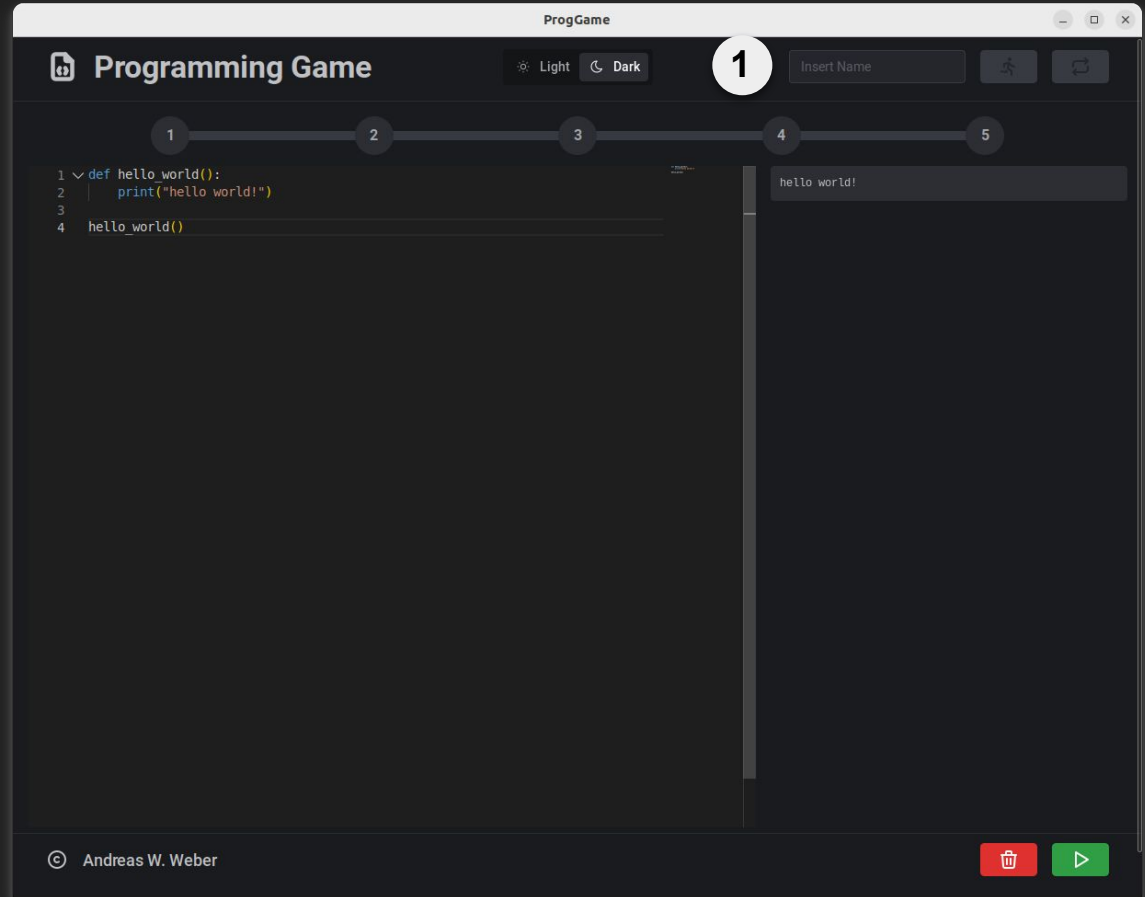 ProgGame
Programming Game
Light Dark
1
Insert Name
1 2 3 4 5
1 def hello_world():
2 print("hello world!")
3
4 hello_world()
hello world!
© Andreas W. Weber